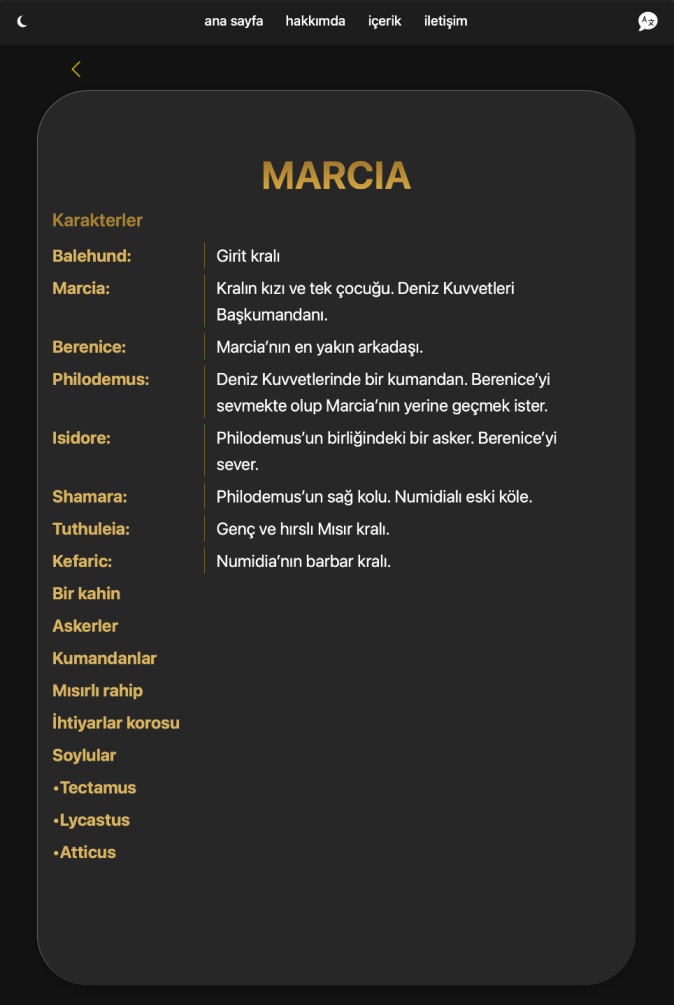 ana sayfa hakkımda içerik iletişim
MARCIA
Karakterler
Balehund: Girit kralı
Marcia: Kralın kızı ve tek çocuğu. Deniz Kuvvetleri
Başkumandanı.
Berenice: Marcia’nın en yakın arkadaşı.
Philodemus: Deniz Kuvvetlerinde bir kumandan. Berenice’yi
sevmekte olup Marcia’nın yerine geçmek ister.
Isidore: Philodemus’un birliğindeki bir asker. Berenice’yi
sever.
Shamara: Philodemus’un sağ kolu. Numidialı eski köle.
Tuthuleia: Genç ve hırslı Mısır kralı.
Kefaric: Numidia’nın barbar kralı.
Bir kahin
Askerler
Kumandanlar
Mısırlı rahip
İhtiyarlar korosu
Soylular
•Tectamus
•Lycastus
•Atticus